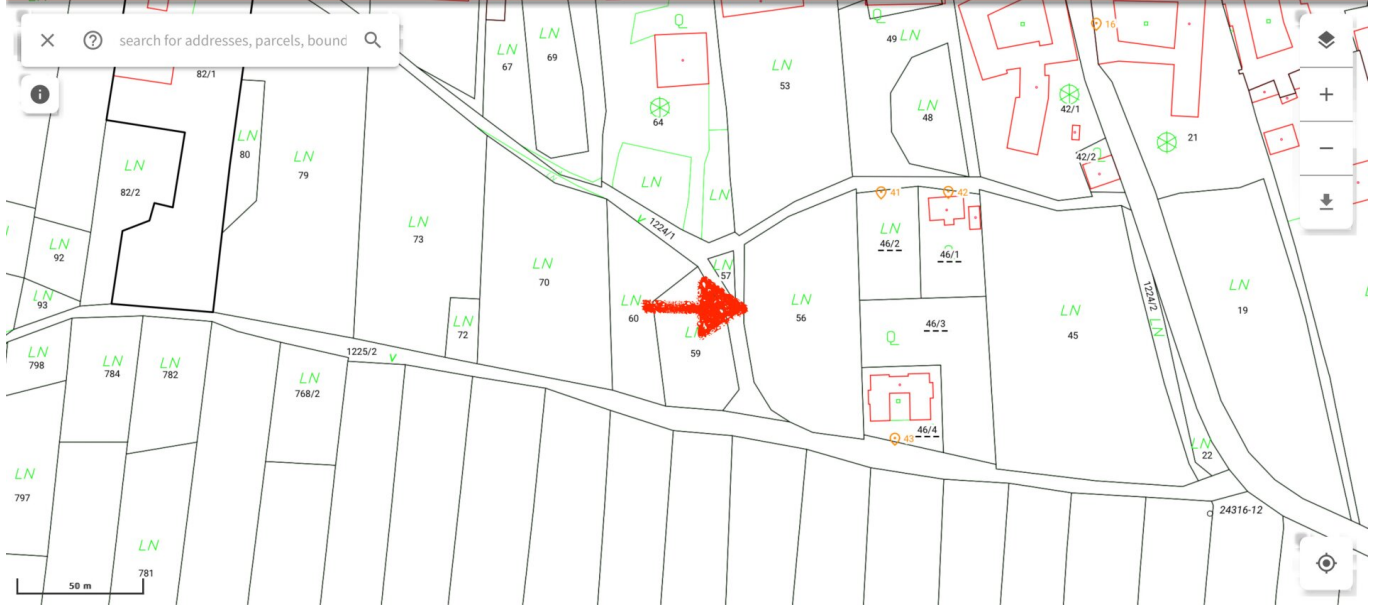 search for addresses, parcels, bound
82/1
LN
67
LN
69
Q
64
LN
53
49 LN
LN
48
16
42/1
42/2
21
LN
82/2
LN
80
LN
79
LN
73
LN
LN
LN
92
LN
93
v
1224/1
41
42
LN
46/2
46/1
LN
70
LN
72
LN
60
LN
57
LN
59
LN
56
46/3
Q
LN
45
1224/2
LN
LN
19
1225/2
v
LN
798
LN
784
LN
782
LN
768/2
46/4
43
LN
22
LN
797
24316-12
LN
781
50 m